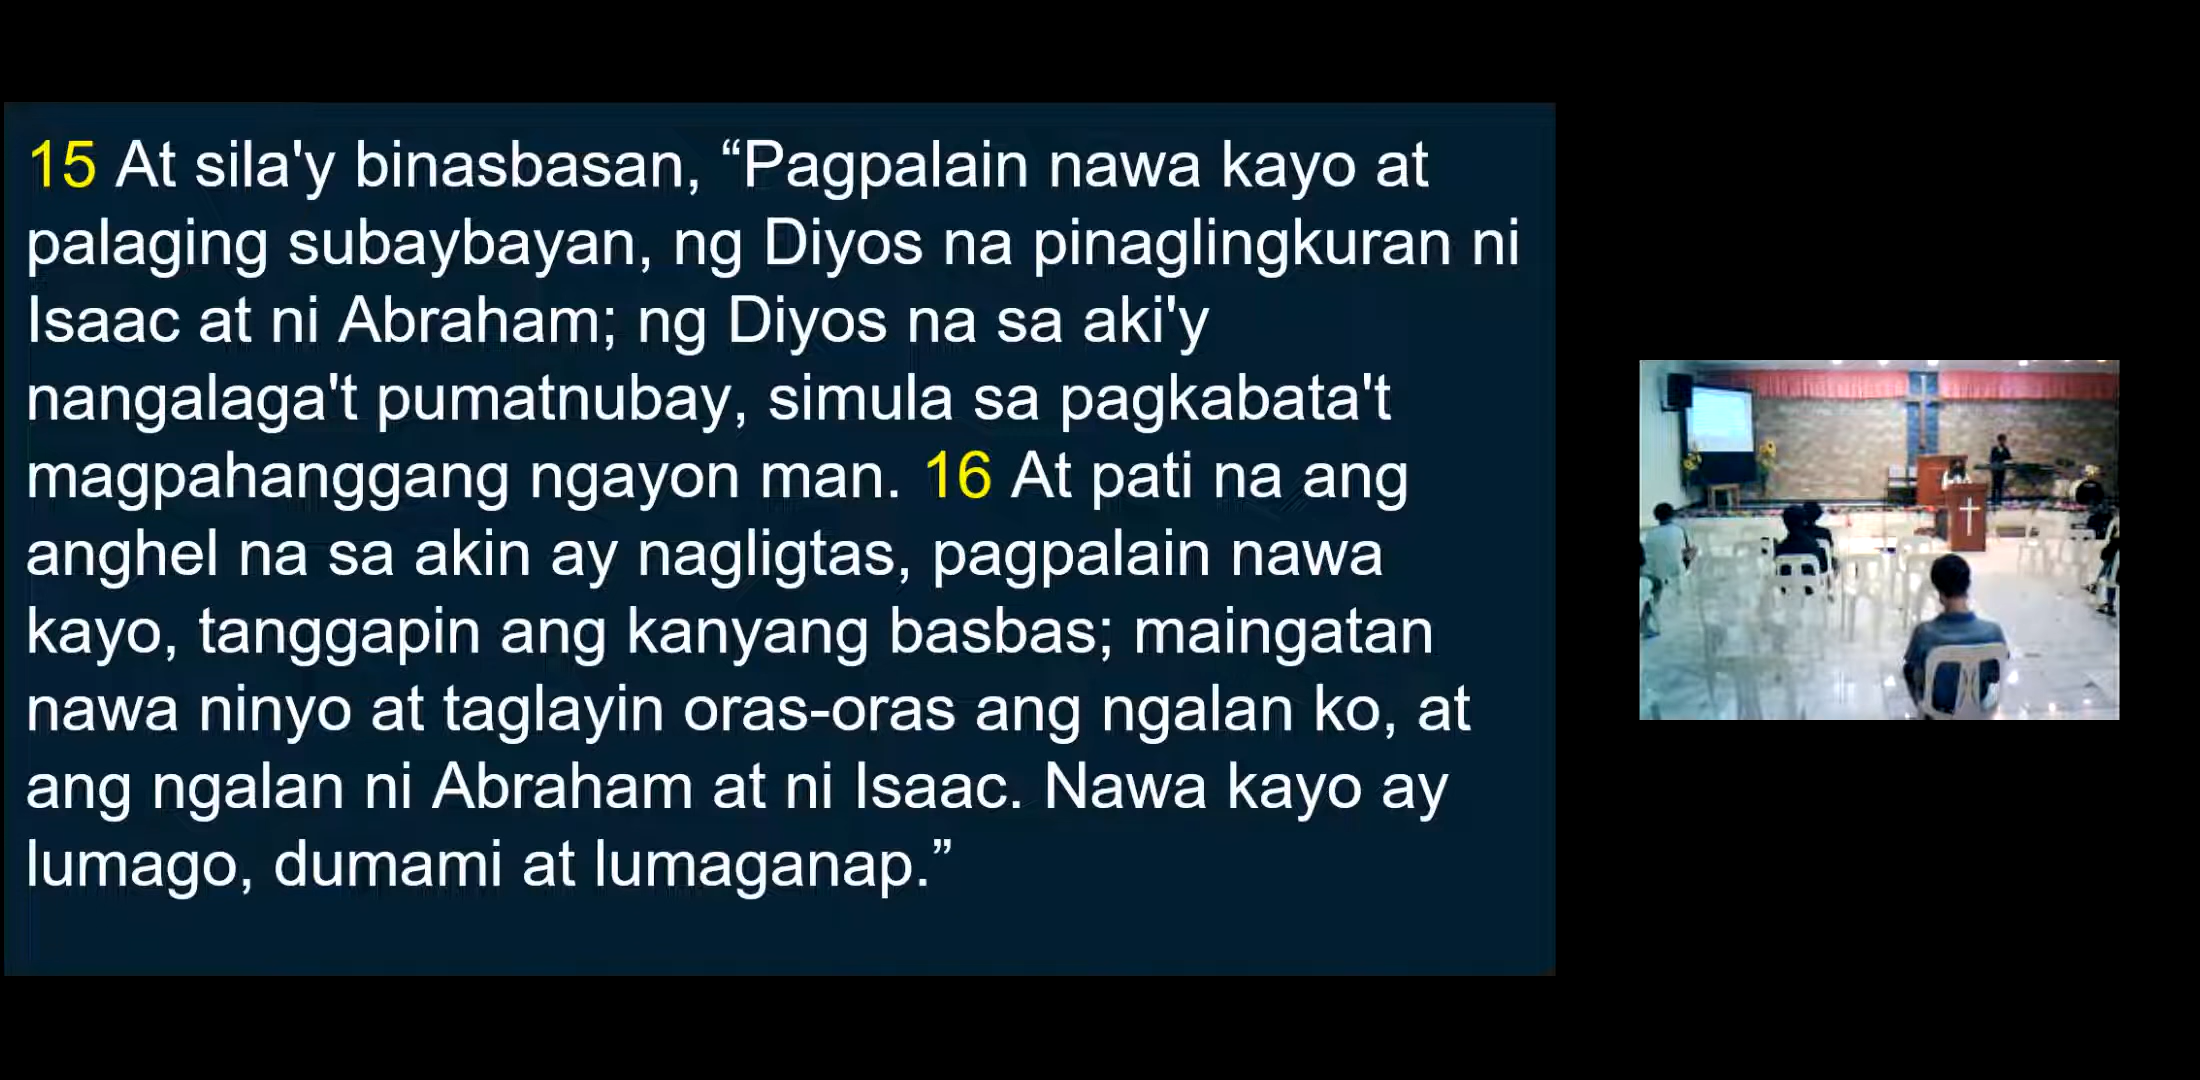 15 At sila'y binasbasan, “Pagpalain nawa kayo at
palaging subaybayan, ng Diyos na pinaglingkuran ni
Isaac at ni Abraham; ng Diyos na sa aki'y
nangalaga't pumatnubay, simula sa pagkabata't
magpahanggang ngayon man. 16 At pati na ang
anghel na sa akin ay nagligtas, pagpalain nawa
kayo, tanggapin ang kanyang basbas; maingatan
nawa ninyo at taglayin oras-oras ang ngalan ko, at
ang ngalan ni Abraham at ni Isaac. Nawa kayo ay
lumago, dumami at lumaganap.”